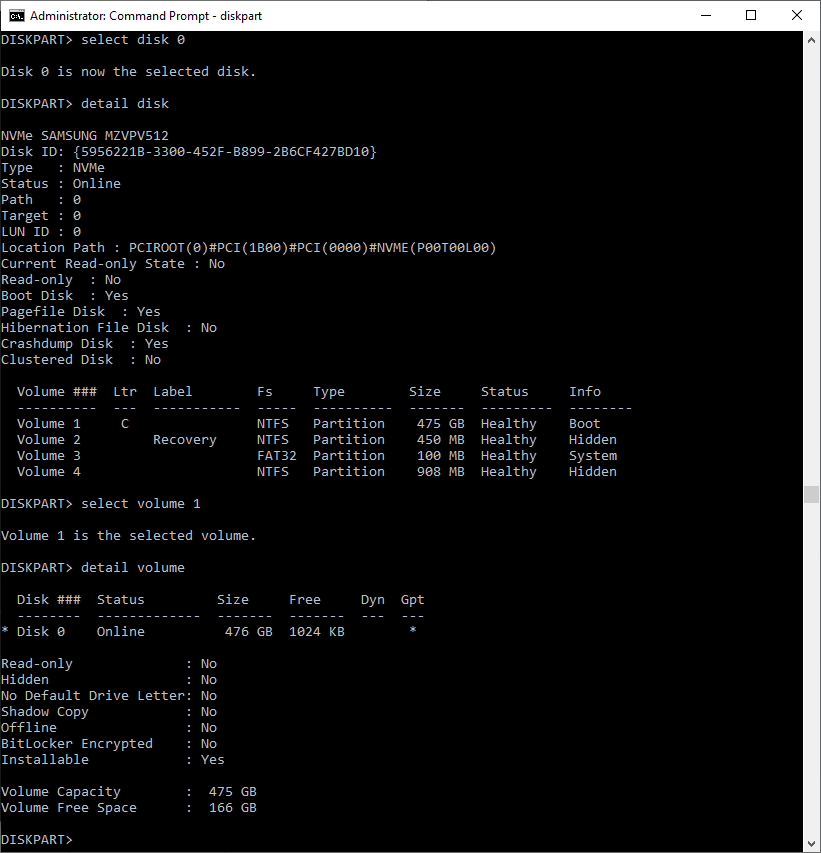 Administrator: Command Prompt - diskpart
DISKPART> select disk 0
Disk 0 is now the selected disk.
DISKPART> detail disk
NVMe SAMSUNG MZVPV512
Disk ID: {5956221B-3300-452F-B899-2B6CF427BD10}
Type   : NVMe
Status : Online
Path   : 0
Target : 0
LUN ID : 0
Location Path : PCIROOT(0)#PCI(1B00)#PCI(0000)#NVME(P00T00L00)
Current Read-only State : No
Read-only  : No
Boot Disk  : Yes
Pagefile Disk  : Yes
Hibernation File Disk  : No
Crashdump Disk  : Yes
Clustered Disk  : No
  Volume ###  Ltr  Label        Fs     Type        Size     Status     Info
  ----------  ---  -----------  -----  ----------  -------  ---------  --------
  Volume 1     C                NTFS   Partition    475 GB  Healthy    Boot
  Volume 2         Recovery     NTFS   Partition    450 MB  Healthy    Hidden
  Volume 3                      FAT32  Partition    100 MB  Healthy    System
  Volume 4                      NTFS   Partition    908 MB  Healthy    Hidden
DISKPART> select volume 1
Volume 1 is the selected volume.
DISKPART> detail volume
  Disk ###  Status         Size     Free     Dyn  Gpt
  --------  -------------  -------  -------  ---  ---
* Disk 0    Online          476 GB  1024 KB        *
Read-only              : No
Hidden                 : No
No Default Drive Letter: No
Shadow Copy            : No
Offline                : No
BitLocker Encrypted    : No
Installable            : Yes
Volume Capacity        :  475 GB
Volume Free Space      :  166 GB
DISKPART>